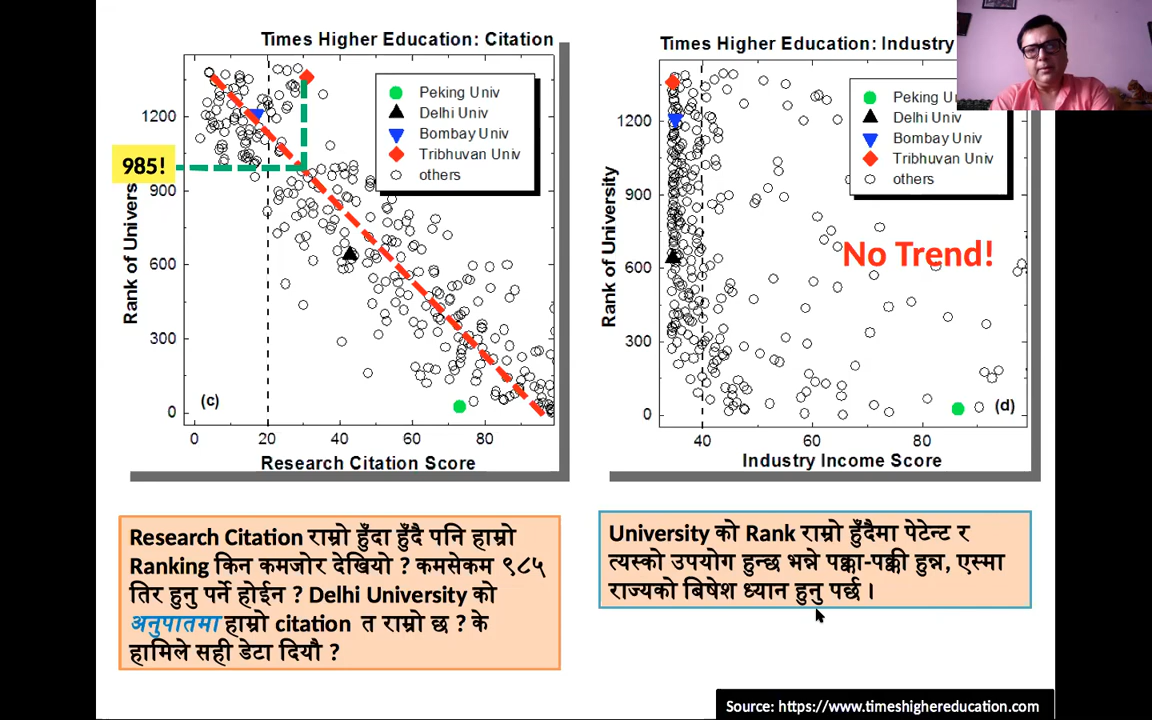 Times Higher Education: Citation
1200
900
600
300
0
985!
Rank of Univers
Peking Univ
Delhi Univ
Bombay Univ
Tribhuvan Univ
others
(c)
0 20 40 60 80
Research Citation Score
Times Higher Education: Industry
1200
900
600
300
0
Rank of University
Peking Un
Delhi Univ
Bombay Univ
Tribhuvan Univ
others
No Trend!
(d)
40 60 80
Industry Income Score
Research Citation राम्रो हुँदा हुँदै पनि हाम्रो
Ranking किन कमजोर देखियो ? कमसेकम ९८५
तिर हुनु पर्ने होईन ? Delhi University को
अनुपातमा हाम्रो citation त राम्रो छ ? के
हामिले सही डेटा दियौ ?
University को Rank राम्रो हुँदैमा पेटेन्ट र
त्यस्को उपयोग हुन्छ भन्ने पक्का-पक्की हुन्न, एस्मा
राज्यको बिषेश ध्यान हुनु पर्छ ।
Source: https://www.timeshighereducation.com